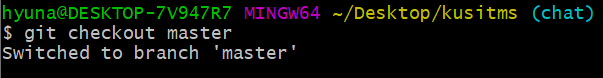 hyuna@DESKTOP-7V947R7 MINGW64 ~/Desktop/kusitms (chat)
$ git checkout master
Switched to branch 'master'